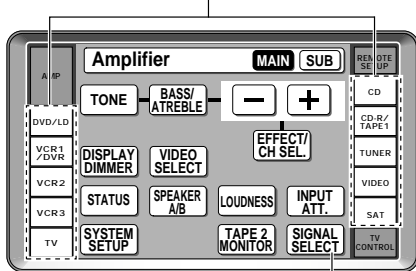 Amplifier MAIN SUB
AMP
REMOTE
SETUP
TONE BASS/
ATREBLE − +
CD
DVD/LD
CD-R/
TAPE1
EFFECT/
CH SEL.
VCR1
/DVR
DISPLAY
DIMMER
VIDEO
SELECT
TUNER
VCR2
VIDEO
STATUS SPEAKER
A/B LOUDNESS INPUT
ATT.
VCR3
SAT
SYSTEM
SETUP
TAPE 2
MONITOR
SIGNAL
SELECT
TV
TV
CONTROL